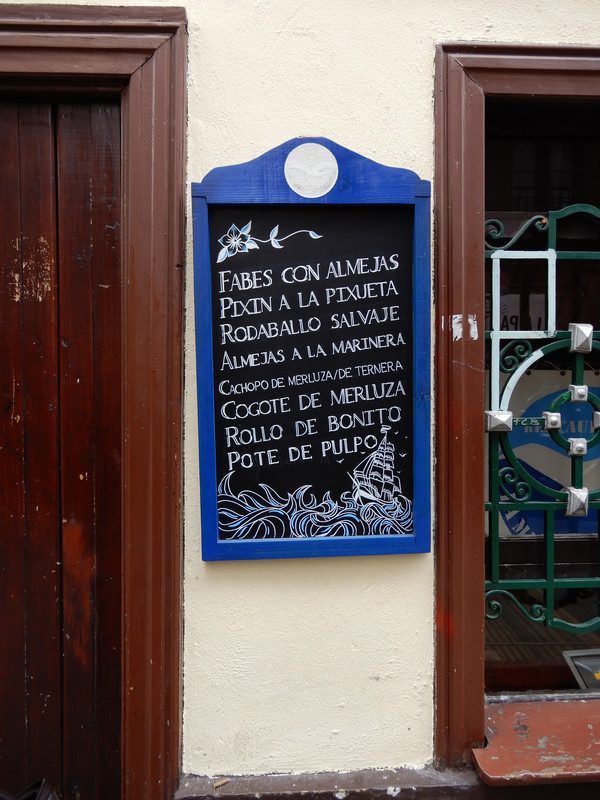 Fabes con almejas
Pixin a la pixueta
Rodaballo salvaje
Almejas a la marinera
Cachopo de merluza/de ternera
Cogote de merluza
Rollo de bonito
Pote de pulpo